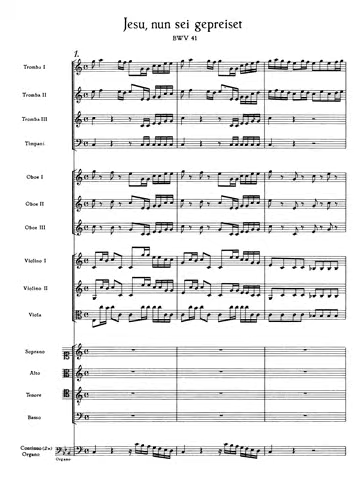 Jesu, nun sei gepreiset
BWV 41
1.
Tromba I
Tromba II
Tromba III
Timpani
Oboe I
Oboe II
Oboe III
Violino I
Violino II
Viola
Soprano
Alto
Tenore
Basso
Continuo
Organo
Organo